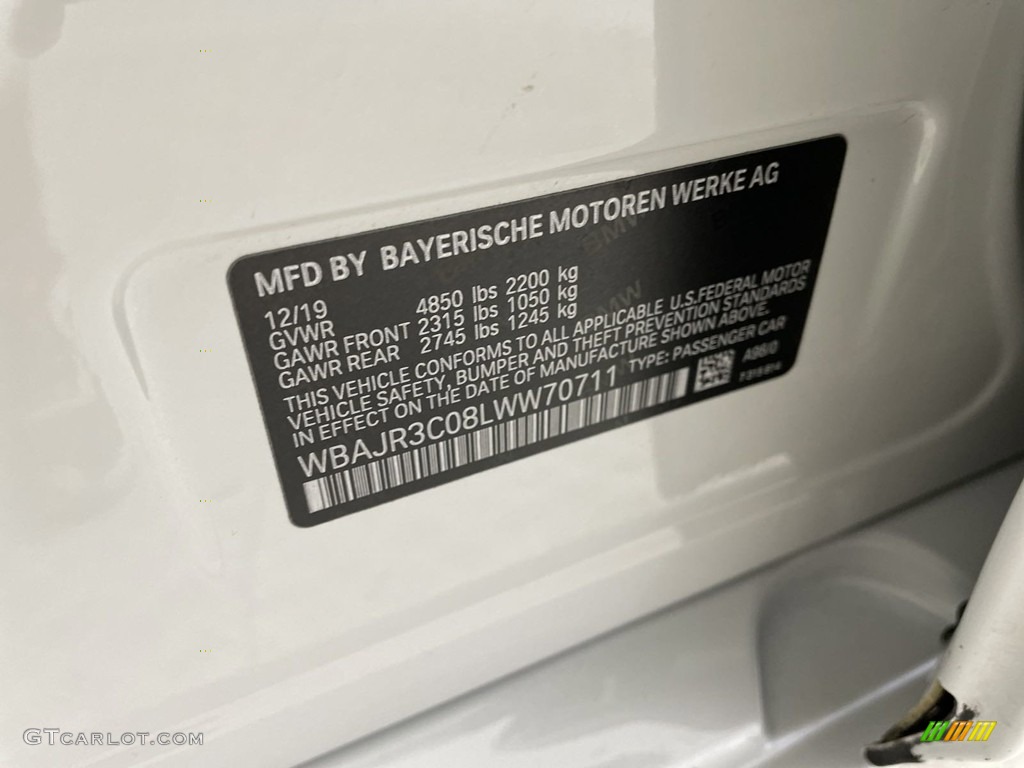 MFD BY BAYERISCHE MOTOREN WERKE AG
12/19
GVWR 4850 lbs 2200 kg
GAWR FRONT 2315 lbs 1050 kg
GAWR REAR 2745 lbs 1245 kg
THIS VEHICLE CONFORMS TO ALL APPLICABLE U.S.FEDERAL MOTOR
VEHICLE SAFETY, BUMPER AND THEFT PREVENTION STANDARDS
IN EFFECT ON THE DATE OF MANUFACTURE SHOWN ABOVE.
WBAJR3C08LWW70711 TYPE: PASSENGER CAR
A96/0
GTCARLOT.COM